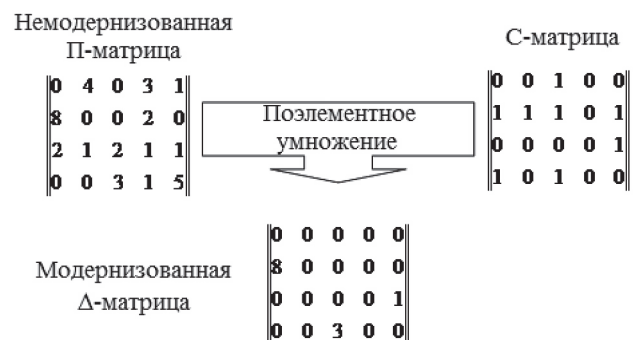 Немодернизованная
П-матрица
0 4 0 3 1
8 0 0 2 0
2 1 2 1 1
0 0 3 1 5
Поэлементное
умножение
С-матрица
0 0 1 0 0
1 1 1 0 1
0 0 0 0 1
1 0 1 0 0
Модернизованная
Δ-матрица
0 0 0 0 0
8 0 0 0 0
0 0 0 0 1
0 0 3 0 0